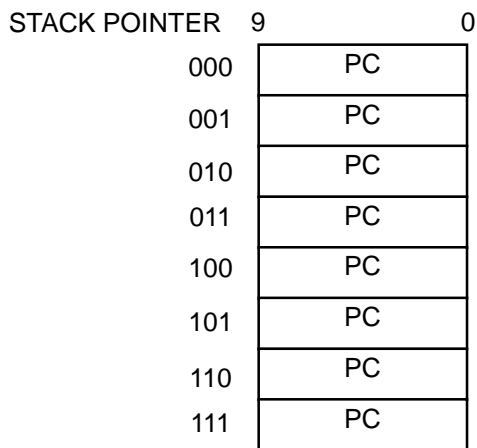 STACK POINTER 9 0
000 PC
001 PC
010 PC
011 PC
100 PC
101 PC
110 PC
111 PC